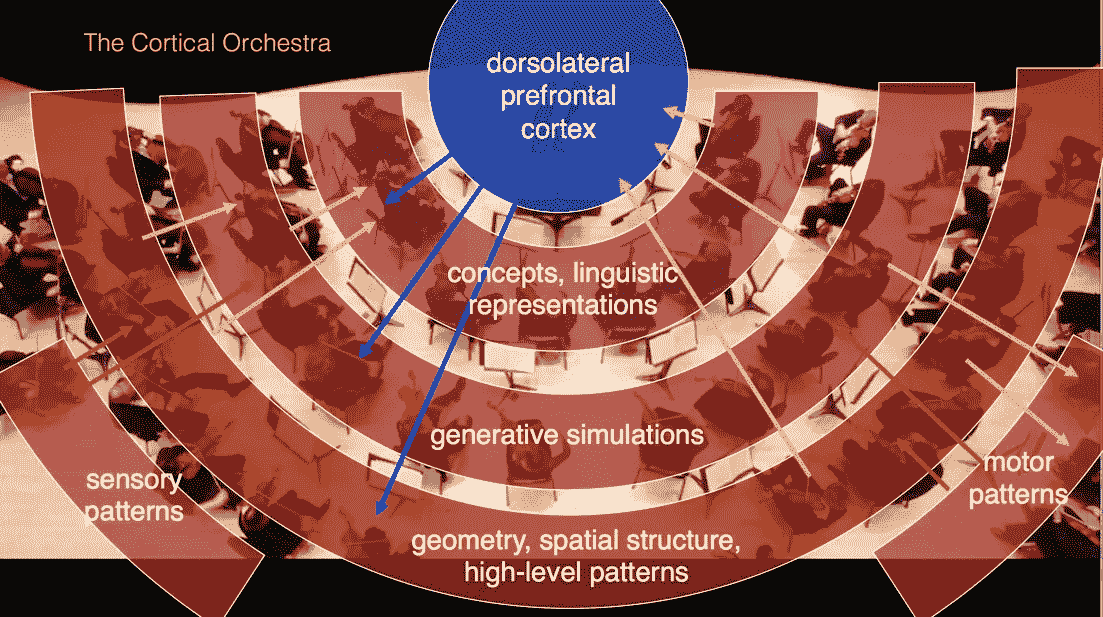 The Cortical Orchestra
dorsolateral
prefrontal
cortex
concepts, linguistic
representations
generative simulations
sensory
patterns
motor
patterns
geometry, spatial structure,
high-level patterns